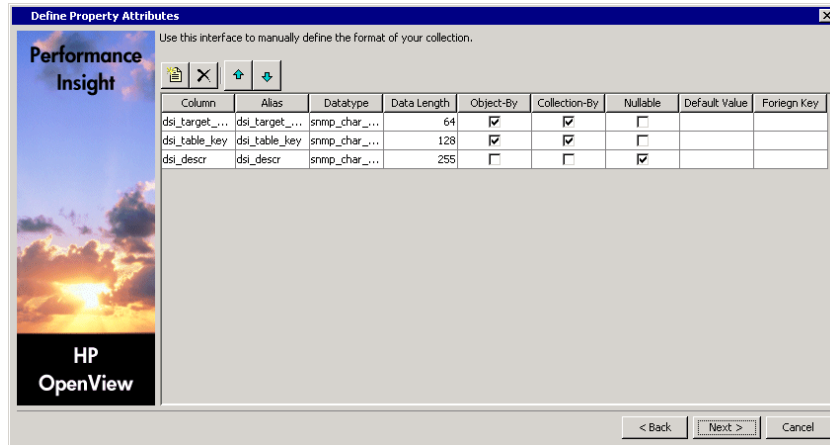 Define Property Attributes
Performance
Insight
Use this interface to manually define the format of your collection.
Column Alias Datatype Data Length Object-By Collection-By Nullable Default Value Foriegn Key
dsi_target_... dsi_target_... snmp_char_... 64
dsi_table_key dsi_table_key snmp_char_... 128
dsi_descr dsi_descr snmp_char_... 255
HP
OpenView
< Back Next > Cancel